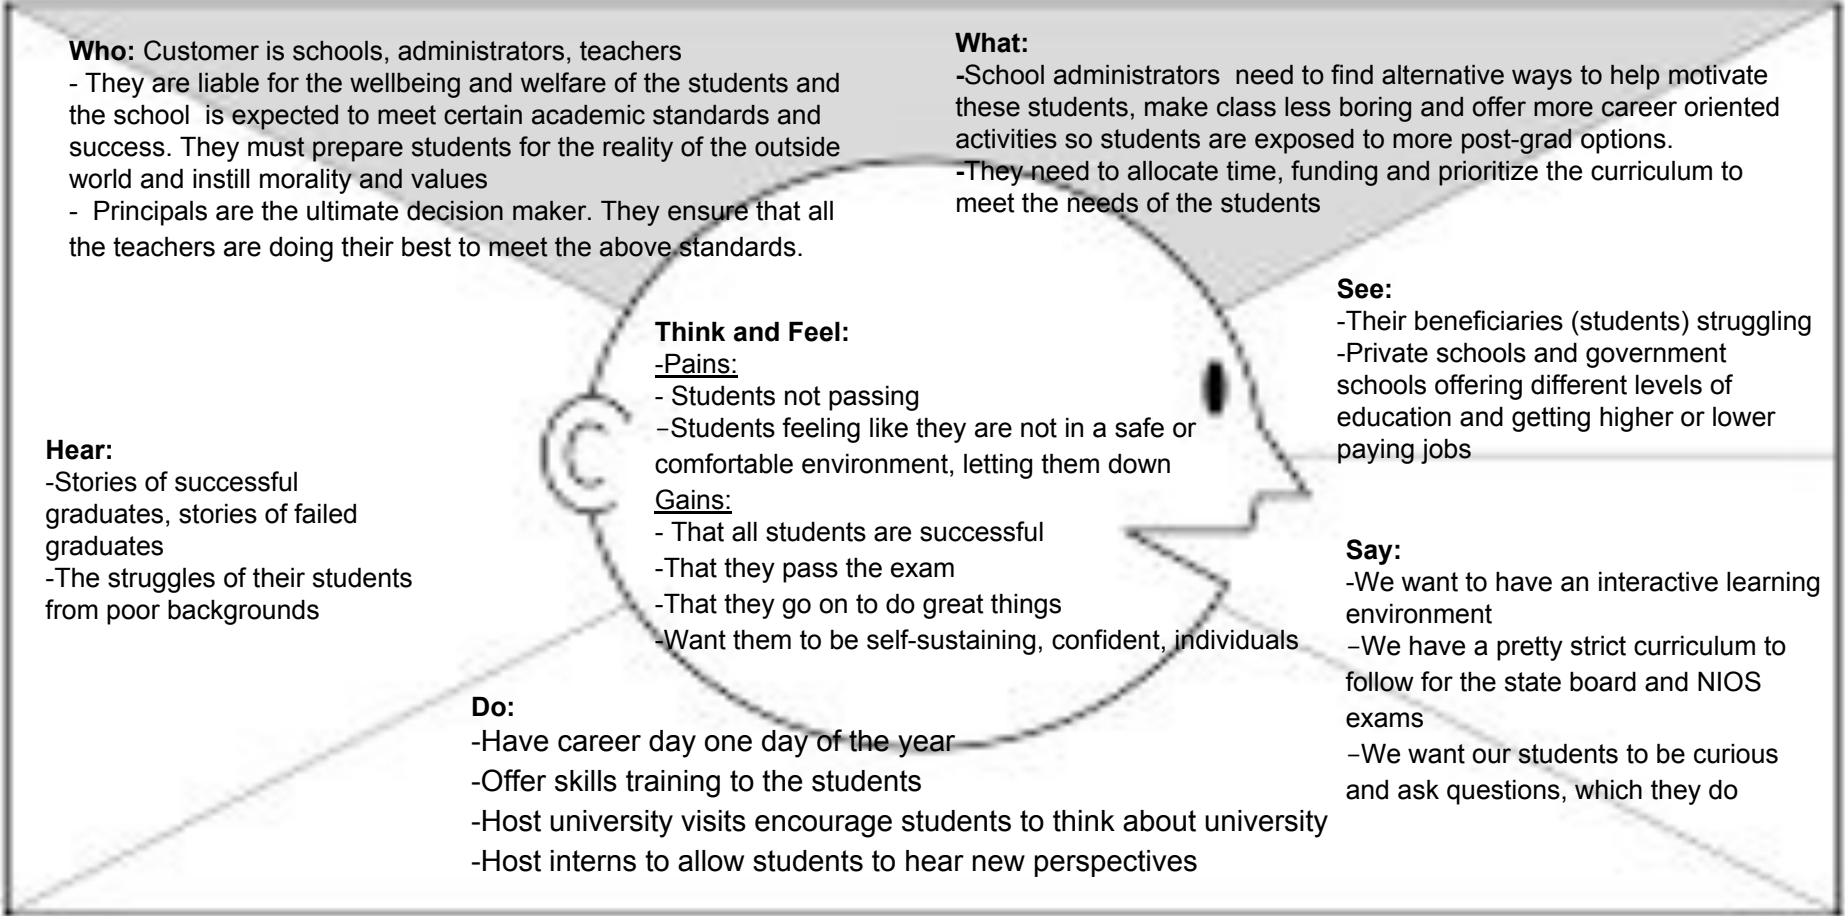 Who: Customer is schools, administrators, teachers
- They are liable for the wellbeing and welfare of the students and
the school  is expected to meet certain academic standards and
success. They must prepare students for the reality of the outside
world and instill morality and values
-  Principals are the ultimate decision maker. They ensure that all
the teachers are doing their best to meet the above standards.
What:
-School administrators  need to find alternative ways to help motivate
these students, make class less boring and offer more career oriented
activities so students are exposed to more post-grad options.
-They need to allocate time, funding and prioritize the curriculum to
meet the needs of the students
See:
-Their beneficiaries (students) struggling
-Private schools and government
schools offering different levels of
education and getting higher or lower
paying jobs
Think and Feel:
-Pains:
- Students not passing
–Students feeling like they are not in a safe or
comfortable environment, letting them down
Gains:
- That all students are successful
-That they pass the exam
-That they go on to do great things
-Want them to be self-sustaining, confident, individuals
Hear:
-Stories of successful
graduates, stories of failed
graduates
-The struggles of their students
from poor backgrounds
Say:
-We want to have an interactive learning
environment
–We have a pretty strict curriculum to
follow for the state board and NIOS
exams
–We want our students to be curious
and ask questions, which they do
Do:
-Have career day one day of the year
-Offer skills training to the students
-Host university visits encourage students to think about university
-Host interns to allow students to hear new perspectives